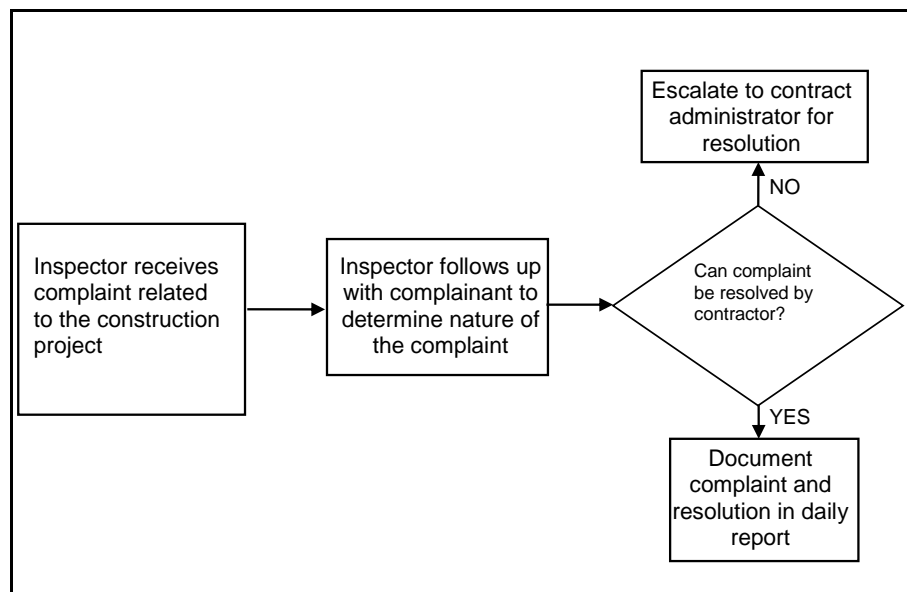 Inspector receives
complaint related
to the construction
project
Inspector follows up
with complainant to
determine nature of
the complaint
Can complaint
be resolved by
contractor?
NO
Escalate to contract
administrator for
resolution
YES
Document
complaint and
resolution in daily
report